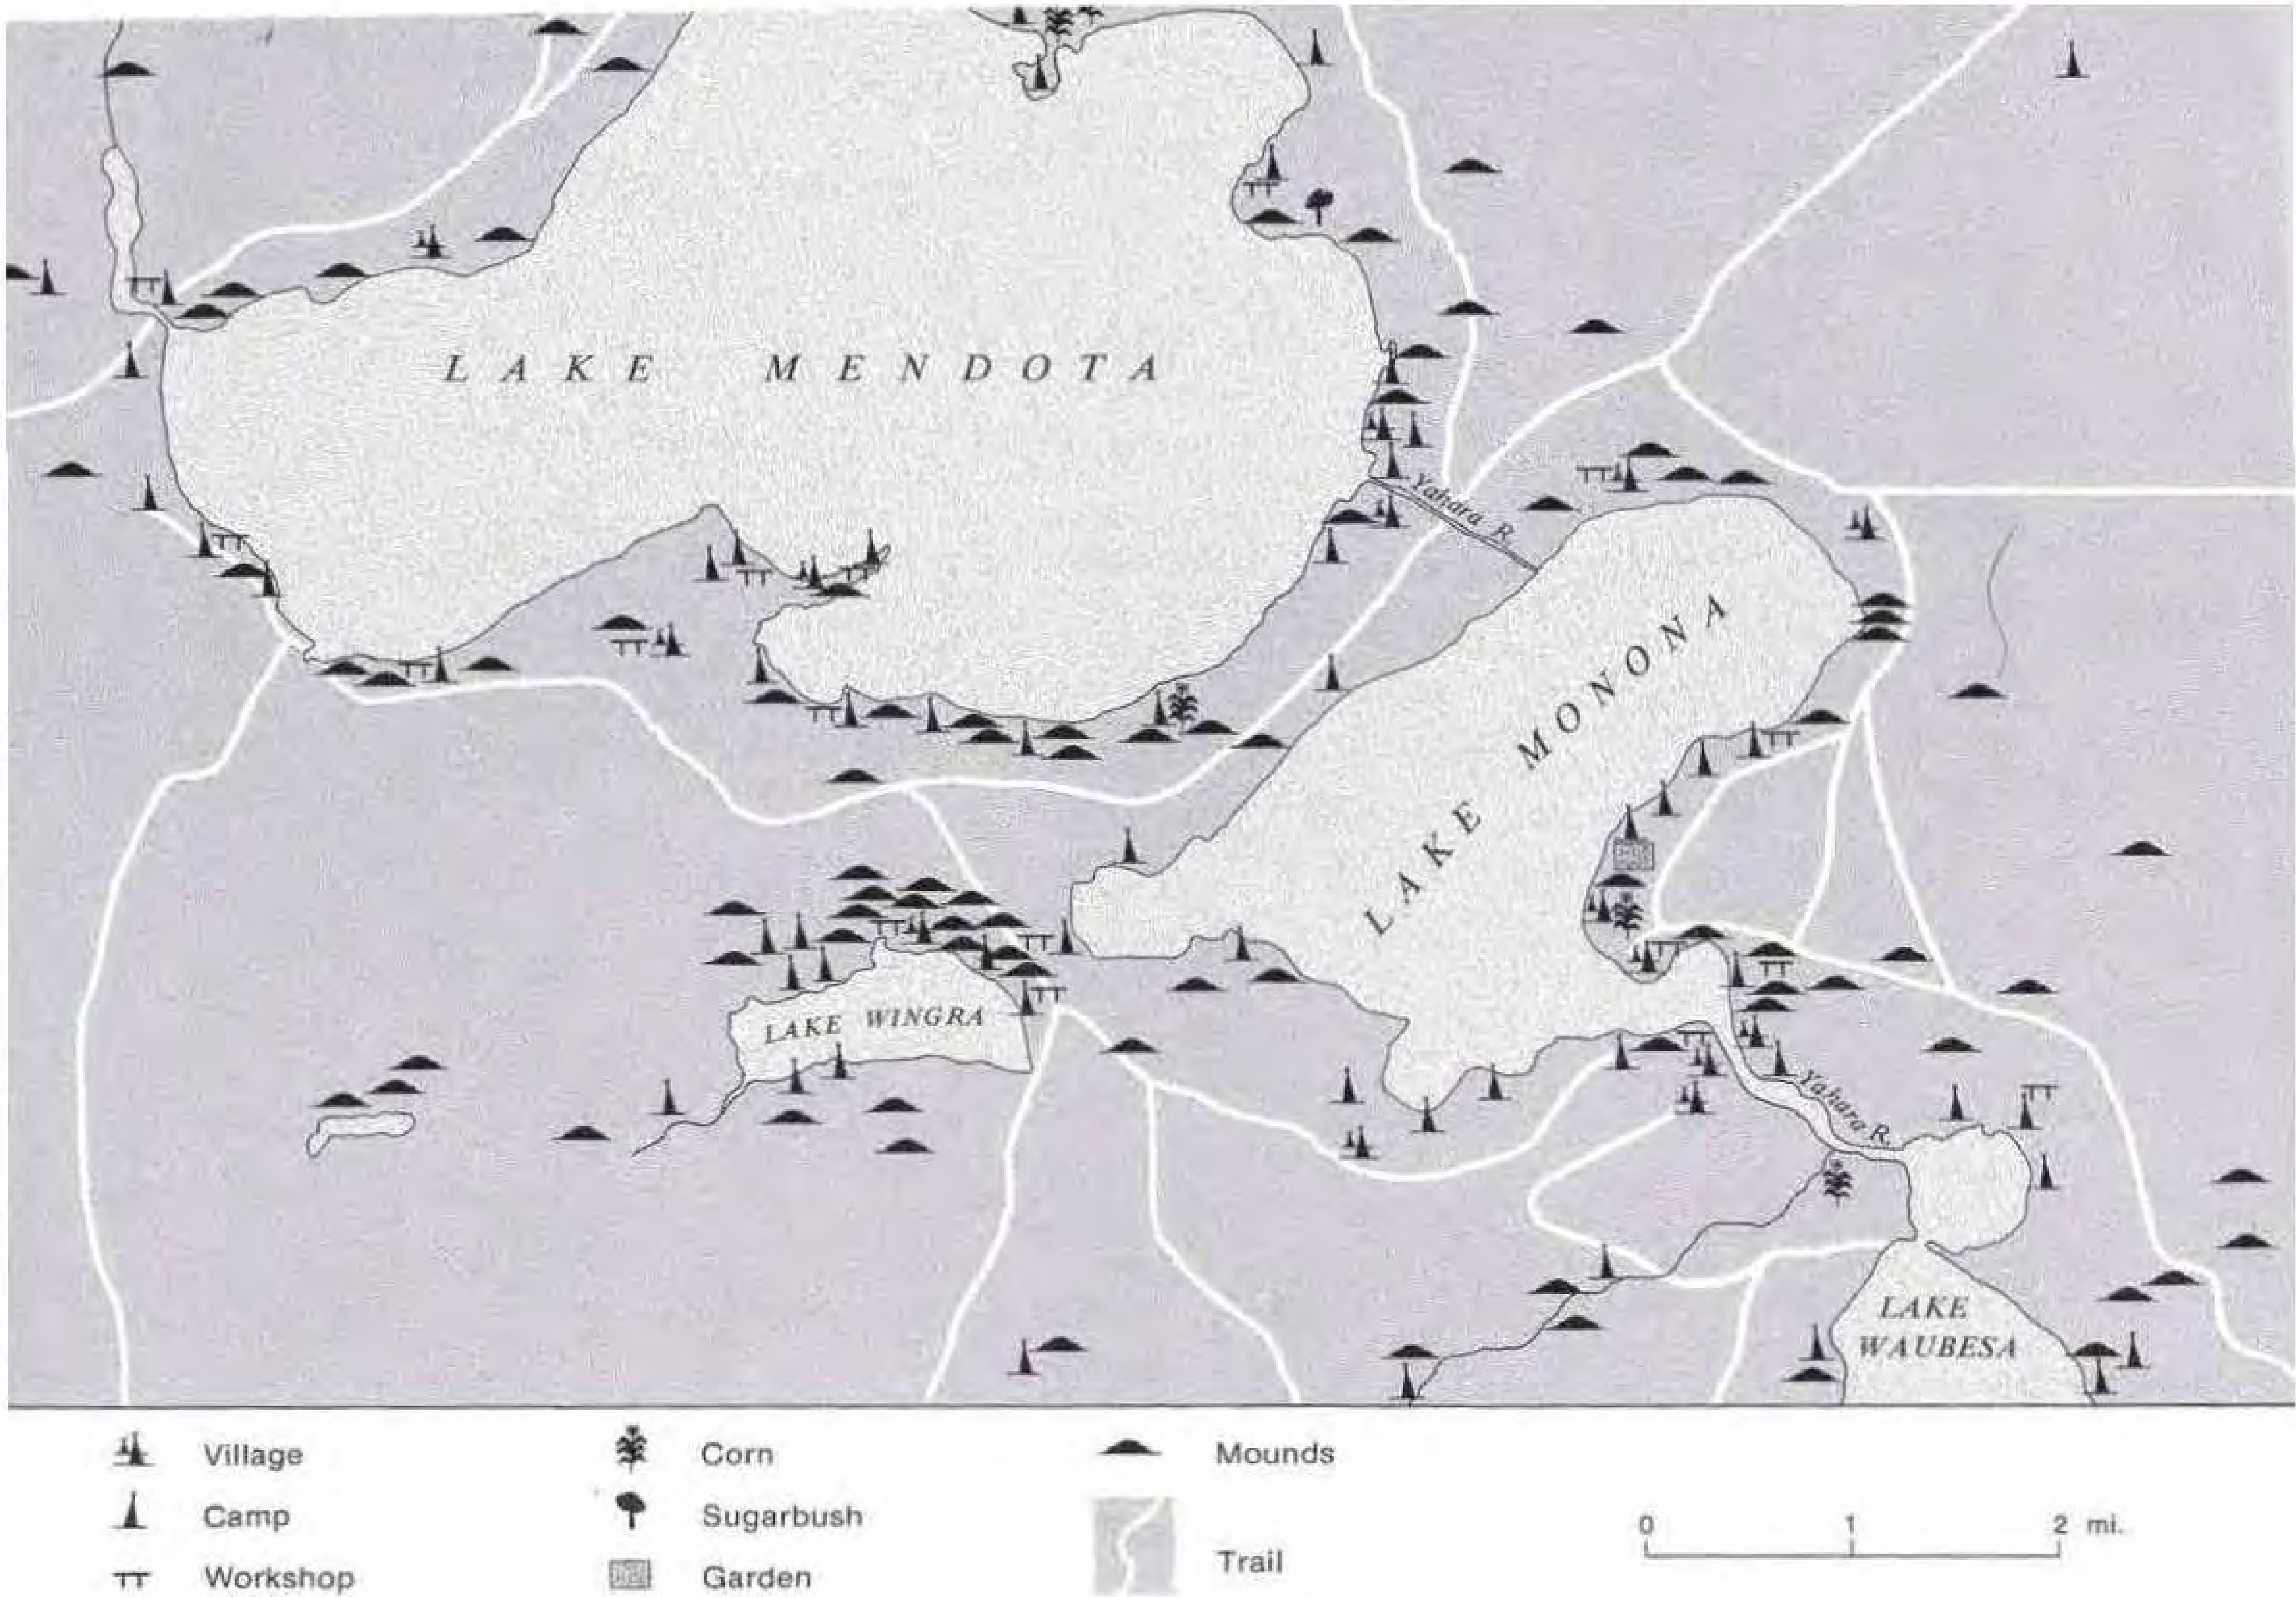 LAKE MENDOTA
Yahara R.
LAKE MONONA
LAKE WINGRA
Yahara R.
LAKE
WAUBESA
Village
Corn
Mounds
Camp
Sugarbush
0 1 2 mi.
Workshop
Garden
Trail